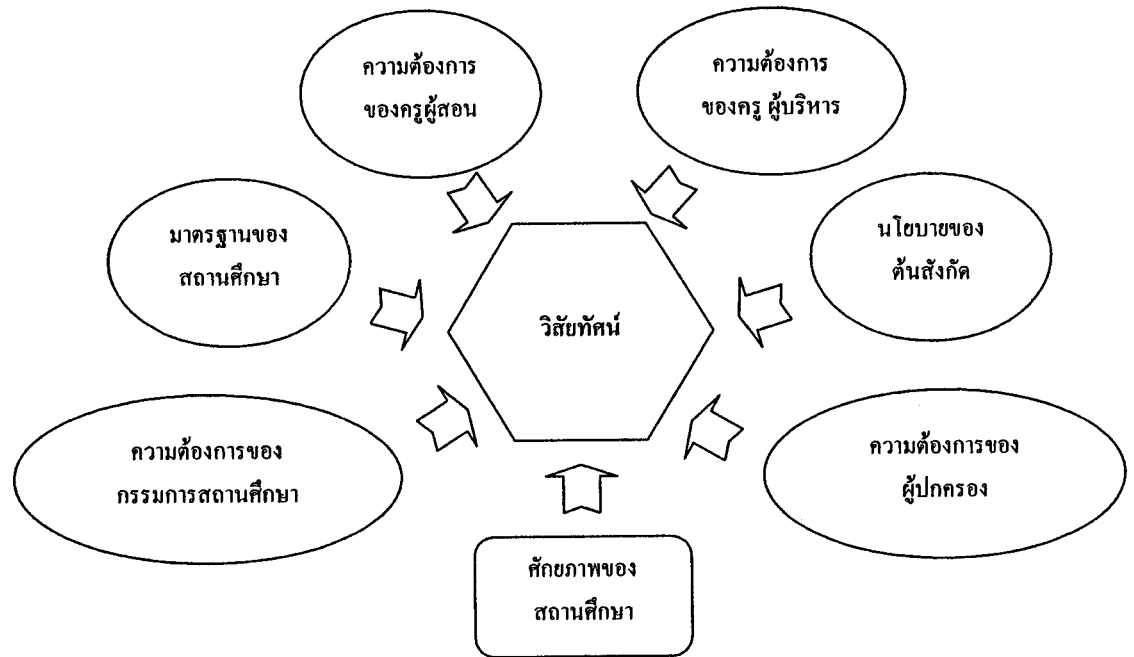 ความต้องการ
ของครูผู้สอน
ความต้องการ
ของครู ผู้บริหาร
มาตรฐานของ
สถานศึกษา
นโยบายของ
ต้นสังกัด
วิสัยทัศน์
ความต้องการของ
กรรมการสถานศึกษา
ความต้องการของ
ผู้ปกครอง
ศักยภาพของ
สถานศึกษา